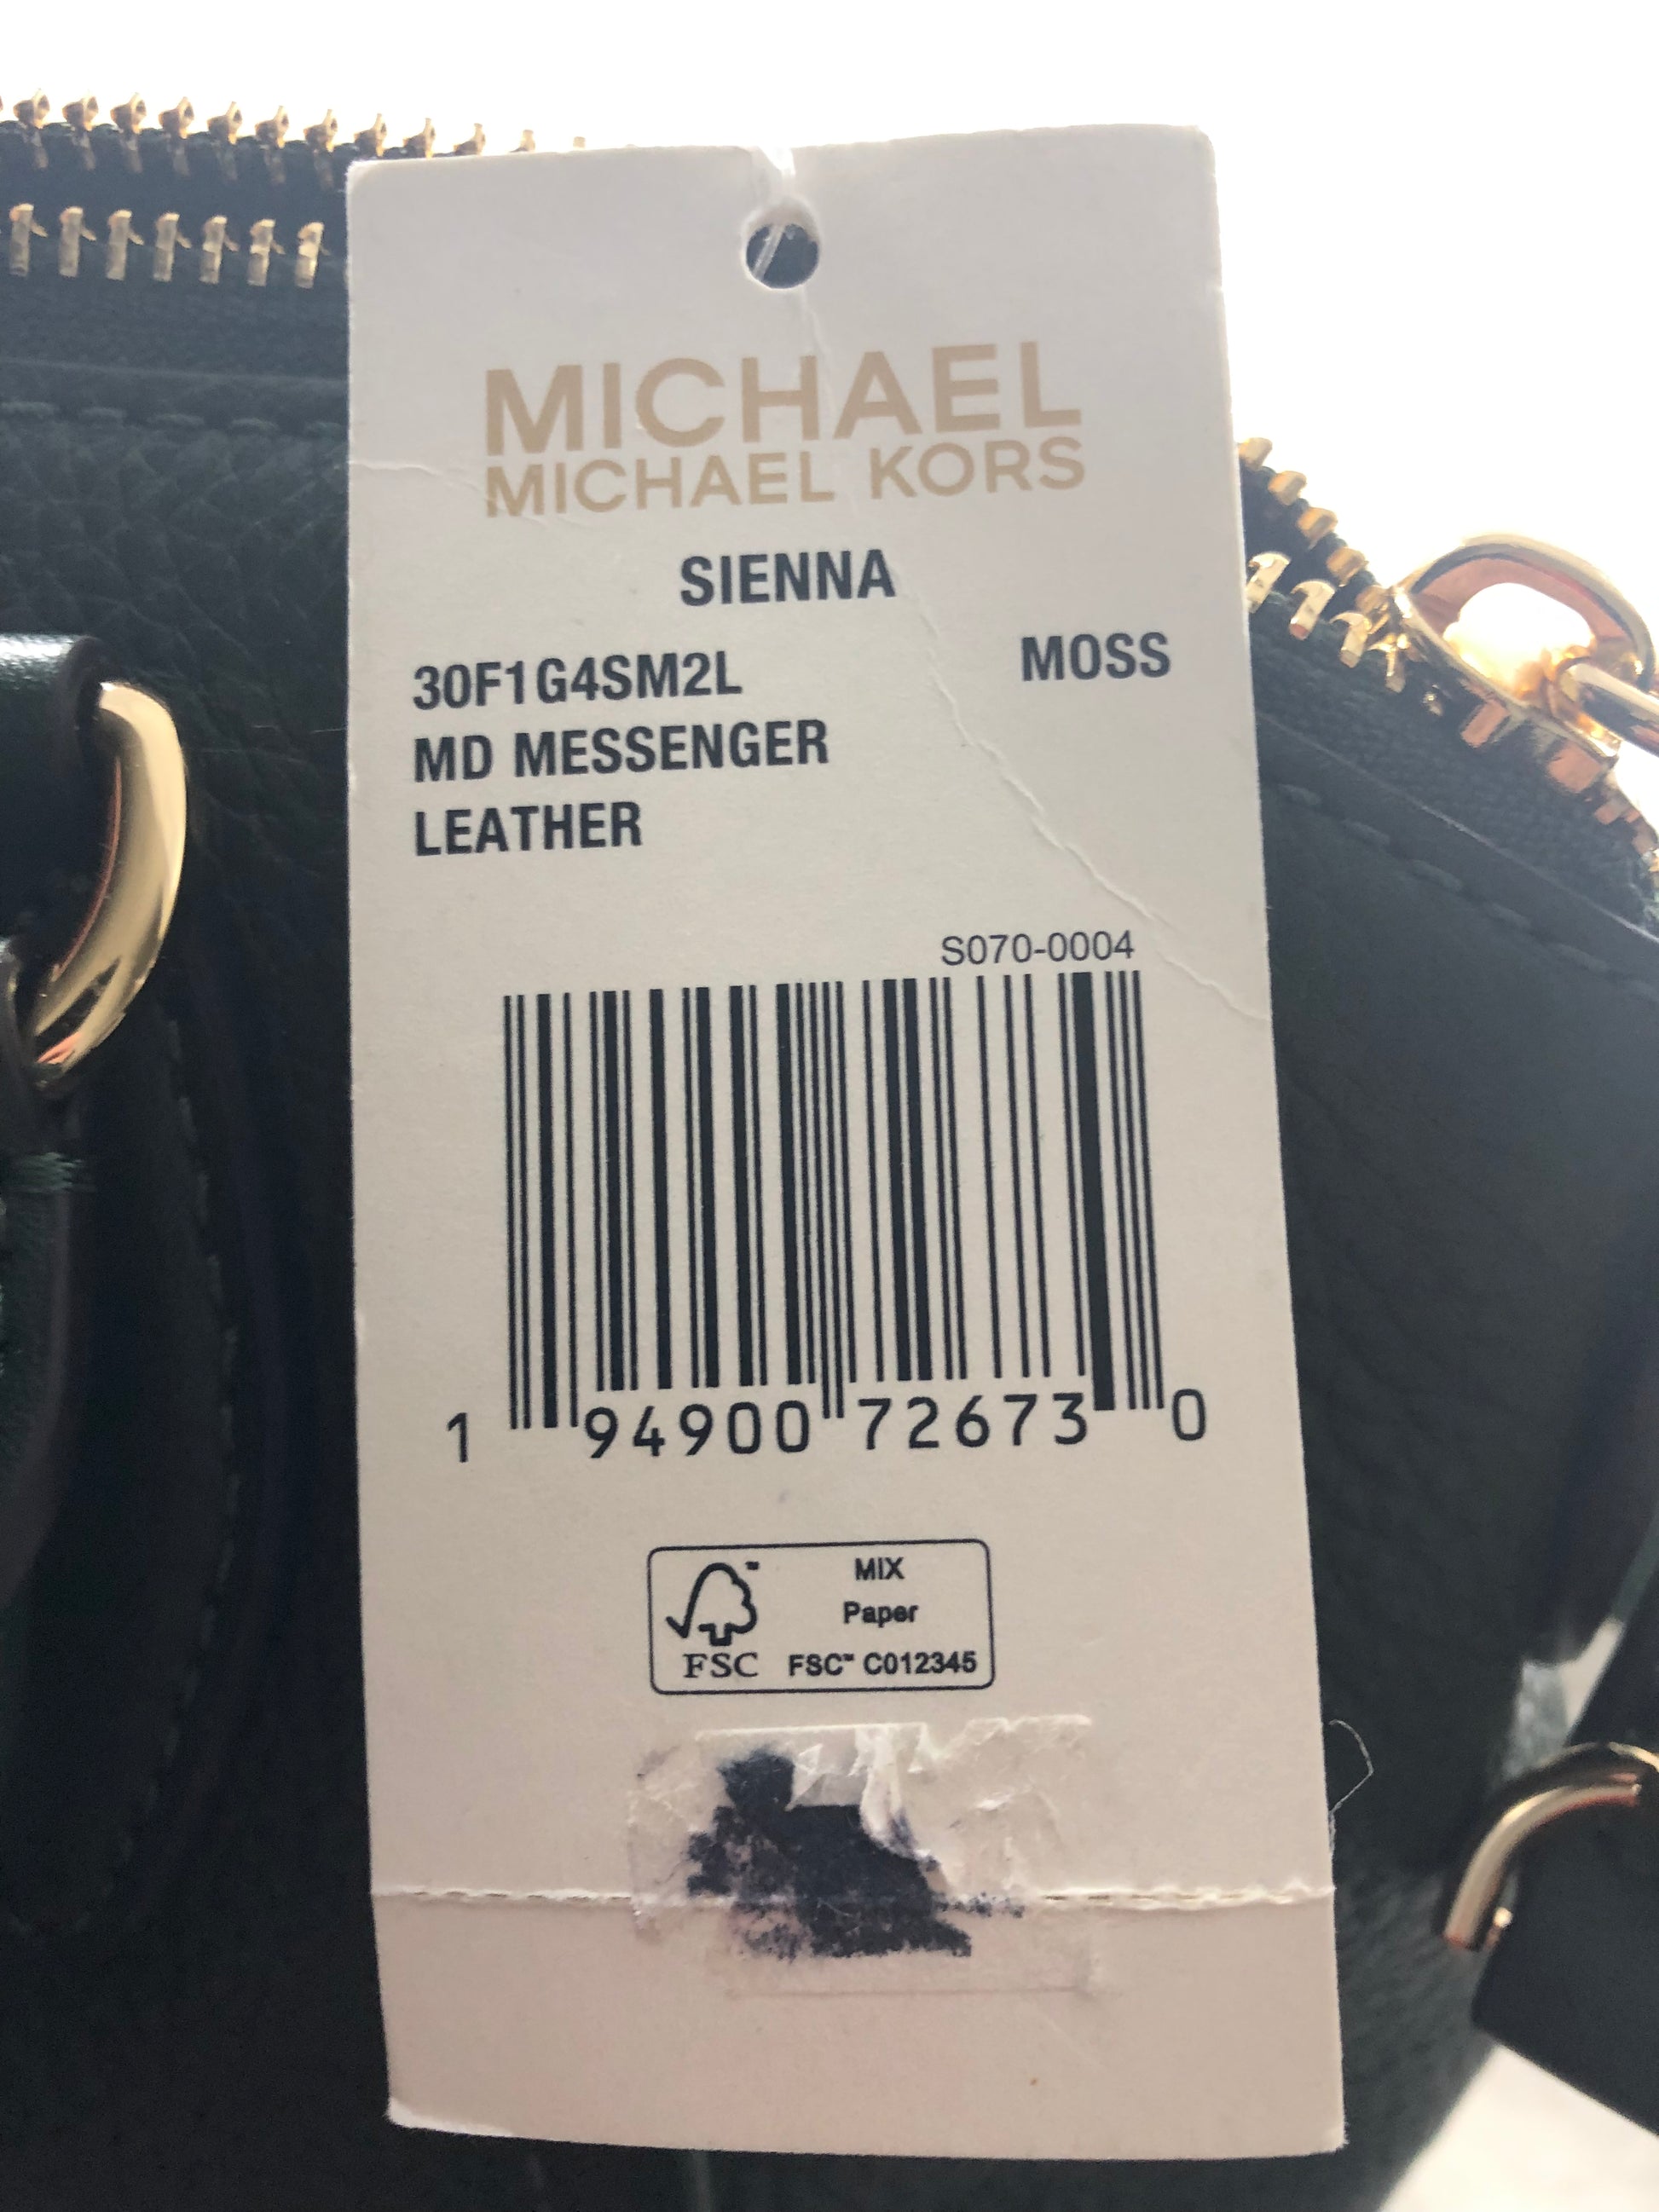 MICHAEL
MICHAEL KORS
SIENNA
30F1G4SM2L MOSS
MD MESSENGER
LEATHER
S070-0004
1 94900 72673 0
MIX
Paper
FSC™ C012345
™
FSC